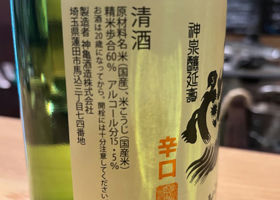 清酒
原材料名 米(国産)、米こうじ(国産米)
精米歩合60% アルコール分15.5%
お酒は20歳になってから。開栓には十分注意してください
製造者 神亀酒造株式会社
埼玉県蓮田市馬込三丁目七四番地
神泉醸延寿
辛口